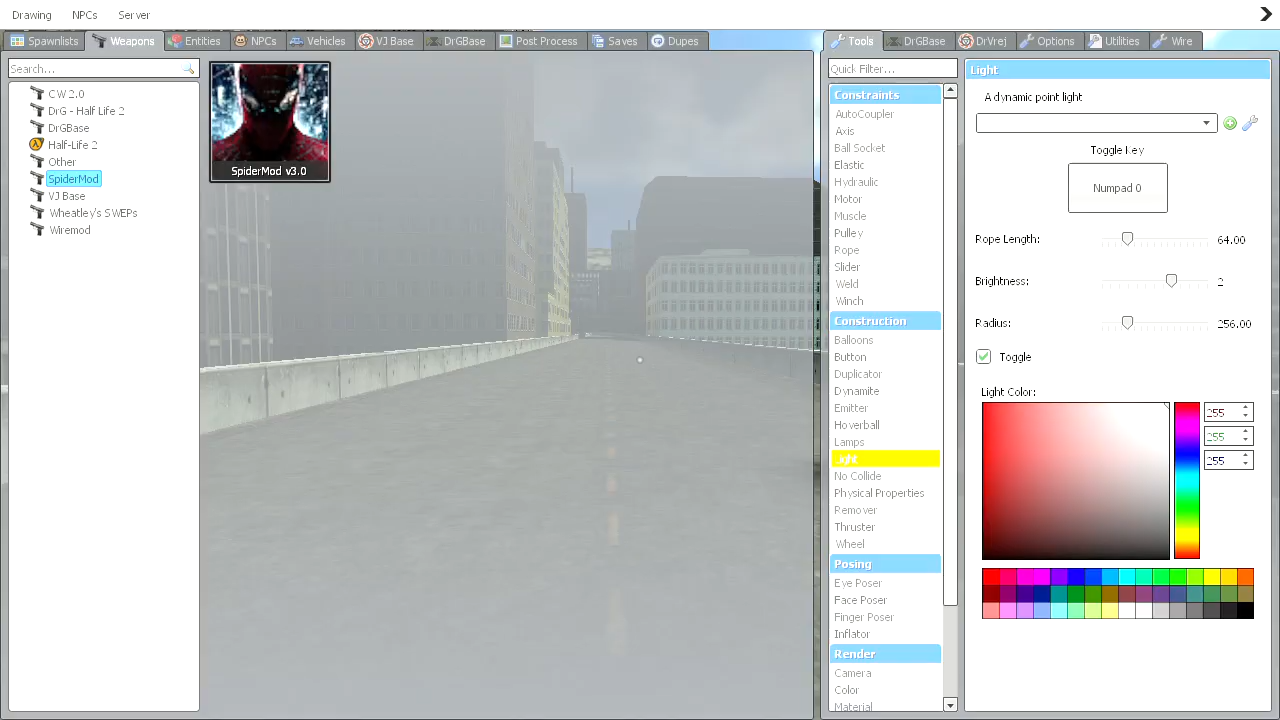 Drawing NPCs Server
Spawnlists Weapons Entities NPCs Vehicles VJ Base DrGBase Post Process Saves Dupes
Search...
CW 2.0
DrG - Half Life 2
DrGBase
Half-Life 2
Other
SpiderMod
VJ Base
Wheatley's SWEPs
Wiremod
SpiderMod v3.0
Tools DrGBase DrVrej Options Utilities Wire
Quick Filter...
Constraints
AutoCoupler
Axis
Ball Socket
Elastic
Hydraulic
Motor
Muscle
Pulley
Rope
Slider
Weld
Winch
Construction
Balloons
Button
Duplicator
Dynamite
Emitter
Hoverball
Lamps
Light
No Collide
Physical Properties
Remover
Thruster
Wheel
Posing
Eye Poser
Face Poser
Finger Poser
Inflator
Render
Camera
Color
Material
Light
A dynamic point light
Toggle Key
Numpad 0
Rope Length: 64.00
Brightness: 2
Radius: 256.00
Toggle
Light Color:
255
255
255